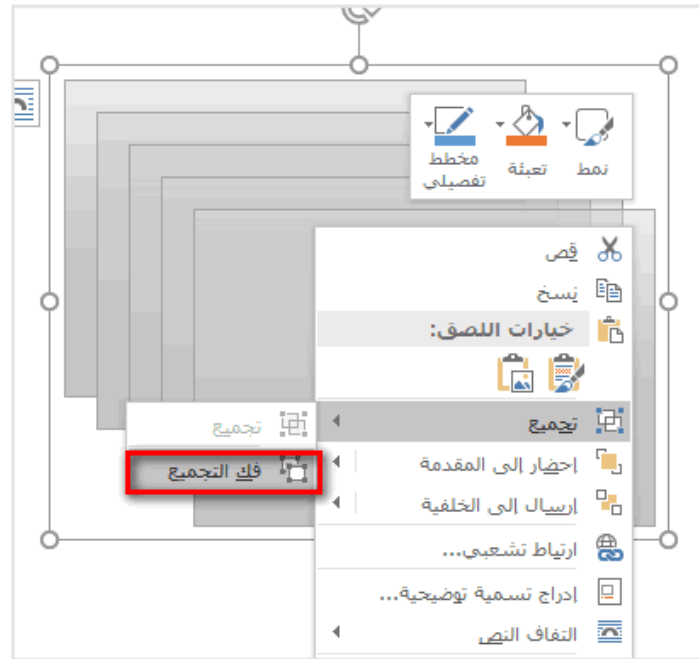 نمط
تعبئة
مخطط
تفصيلي
قص
نسخ
خيارات اللصق:
تجميع
تجميع
فك التجميع
إحضار إلى المقدمة
إرسال إلى الخلفية
ارتباط تشعبي...
إدراج تسمية توضيحية...
التفاف النص